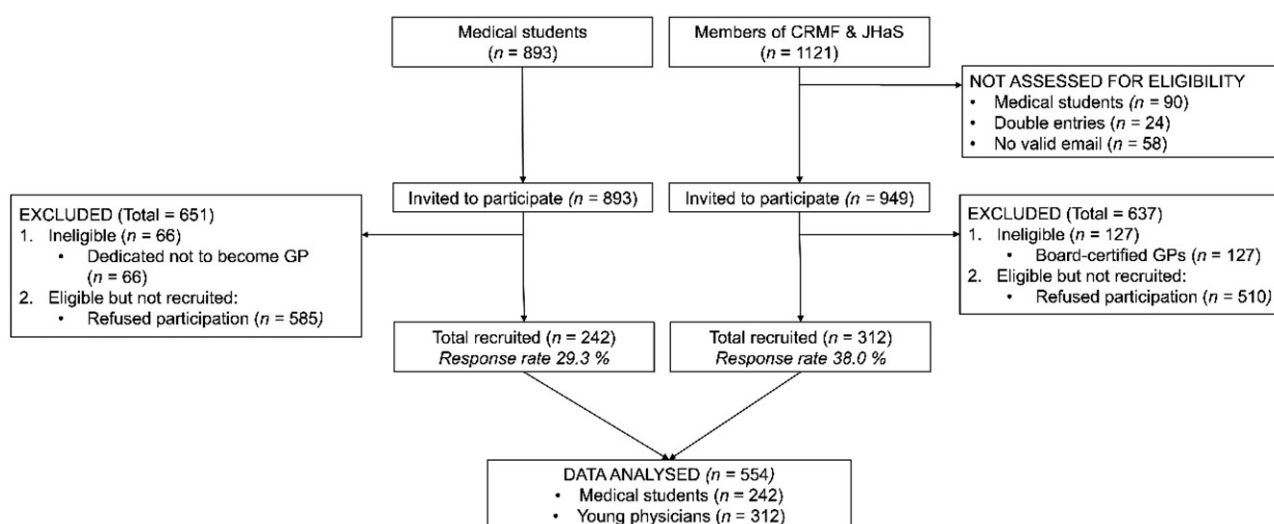 Medical students
(n = 893)
Members of CRMF & JHaS
(n = 1121)
NOT ASSESSED FOR ELIGIBILITY
• Medical students (n = 90)
• Double entries (n = 24)
• No valid email (n = 58)
Invited to participate (n = 893)
Invited to participate (n = 949)
EXCLUDED (Total = 651)
1. Ineligible (n = 66)
• Dedicated not to become GP
(n = 66)
2. Eligible but not recruited:
• Refused participation (n = 585)
EXCLUDED (Total = 637)
1. Ineligible (n = 127)
• Board-certified GPs (n = 127)
2. Eligible but not recruited:
• Refused participation (n = 510)
Total recruited (n = 242)
Response rate 29.3 %
Total recruited (n = 312)
Response rate 38.0 %
DATA ANALYSED (n = 554)
• Medical students (n = 242)
• Young physicians (n = 312)